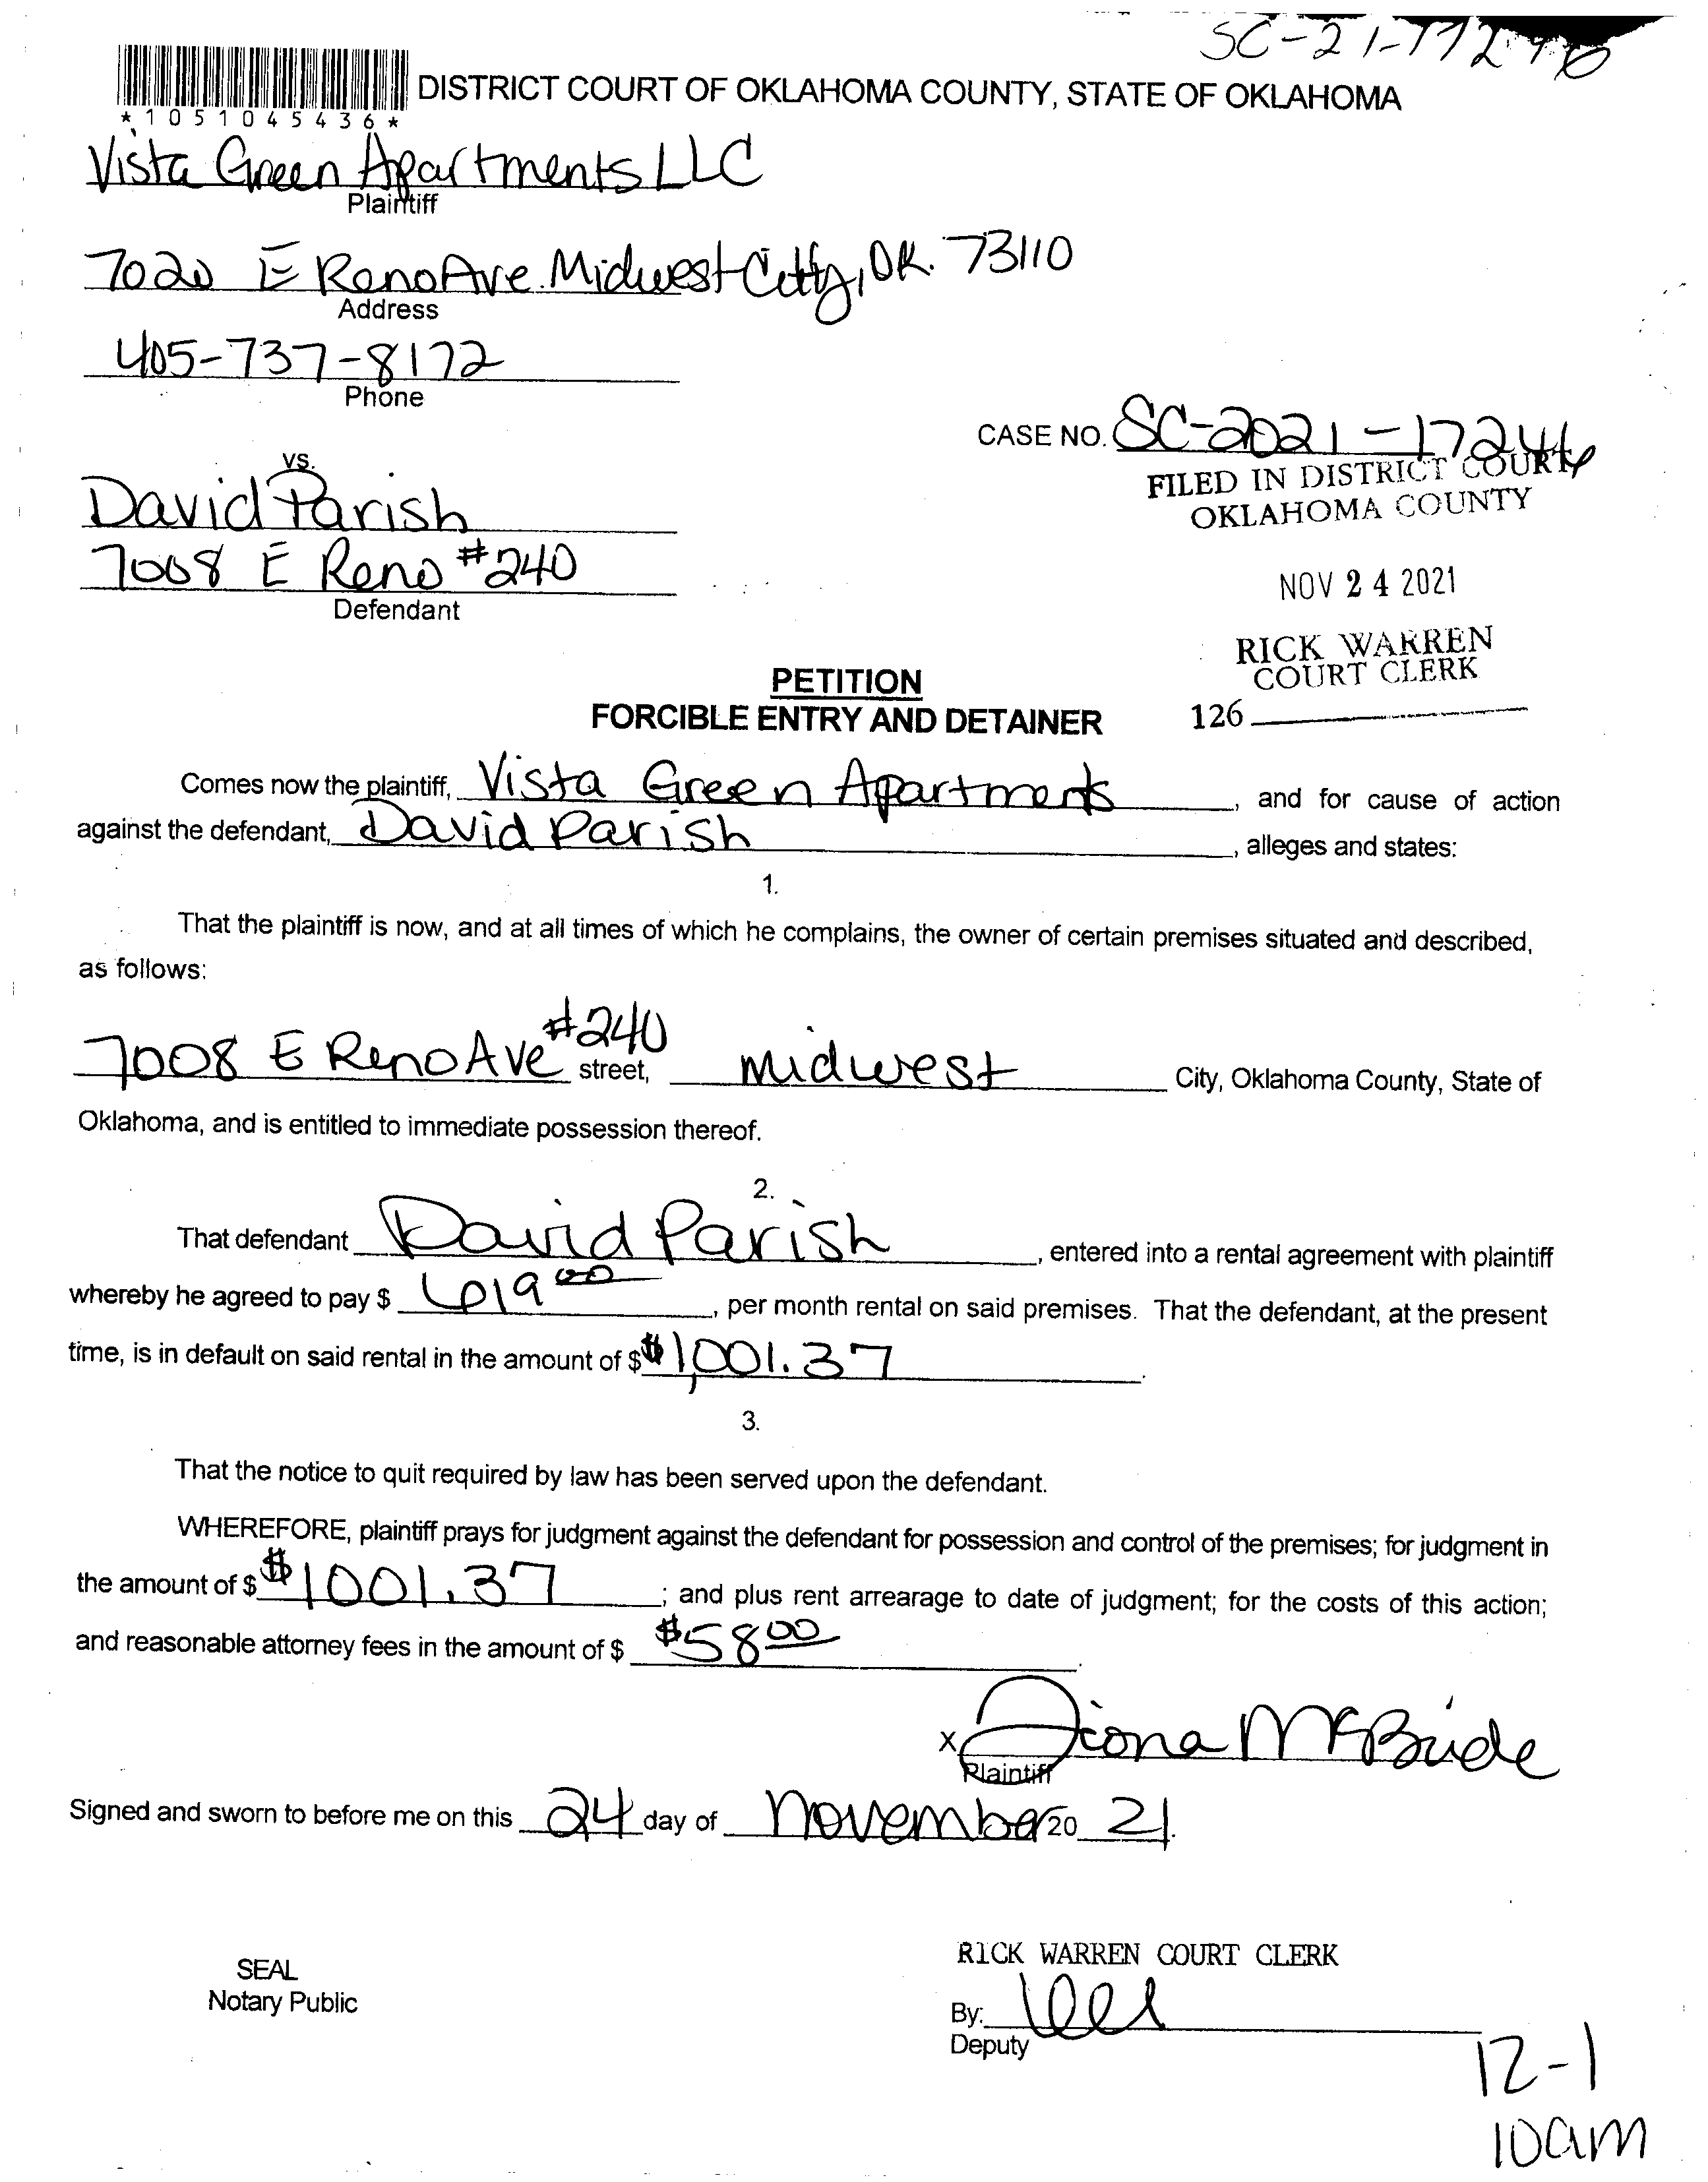 SC-21-17246
DISTRICT COURT OF OKLAHOMA COUNTY, STATE OF OKLAHOMA
*1051045436*
Vista Green Apartments LLC
Plaintiff
7020 E Reno Ave. Midwest City, OK. 73110
Address
405-737-8172
Phone
CASE NO. SC-2021-17246
vs.
FILED IN DISTRICT COURT
OKLAHOMA COUNTY
David Parish
7008 E Reno #240
Defendant
NOV 24 2021
RICK WARREN
COURT CLERK
126
PETITION
FORCIBLE ENTRY AND DETAINER
Comes now the plaintiff, Vista Green Apartments, and for cause of action
against the defendant, David Parish, alleges and states:
1.
That the plaintiff is now, and at all times of which he complains, the owner of certain premises situated and described,
as follows:
7008 E Reno Ave #240 street, Midwest City, Oklahoma County, State of
Oklahoma, and is entitled to immediate possession thereof.
2.
That defendant David Parish, entered into a rental agreement with plaintiff
whereby he agreed to pay $ 619 00, per month rental on said premises. That the defendant, at the present
time, is in default on said rental in the amount of $ $1,001.37.
3.
That the notice to quit required by law has been served upon the defendant.
WHEREFORE, plaintiff prays for judgment against the defendant for possession and control of the premises; for judgment in
the amount of $ $1001.37; and plus rent arrearage to date of judgment; for the costs of this action;
and reasonable attorney fees in the amount of $ $58 00.
x Diona McBride
Plaintiff
Signed and sworn to before me on this 24 day of November 20 21.
RICK WARREN COURT CLERK
SEAL
Notary Public
By:
Deputy
12-1
10am